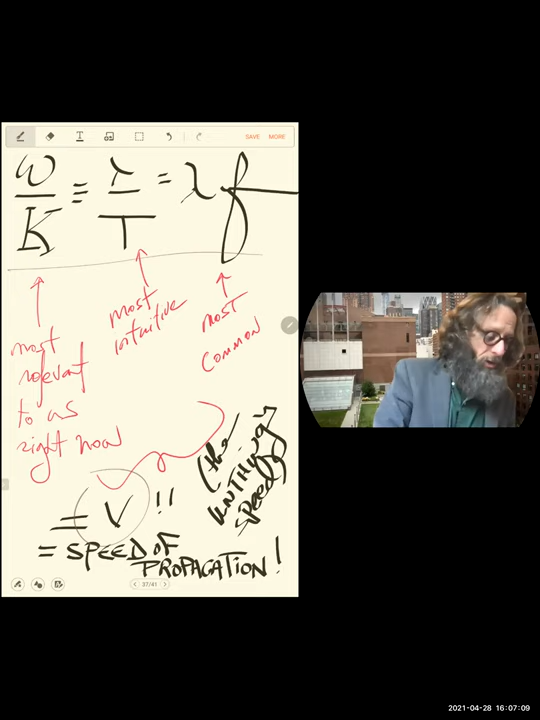 SAVE MORE
ω/K ≡ λ/T = λf
most relevant to us right now
most intuitive
most common
(the UNTHINGY speed)
= V !!
= SPEED OF PROPAGATION!
37/41
2021-04-28 16:07:09